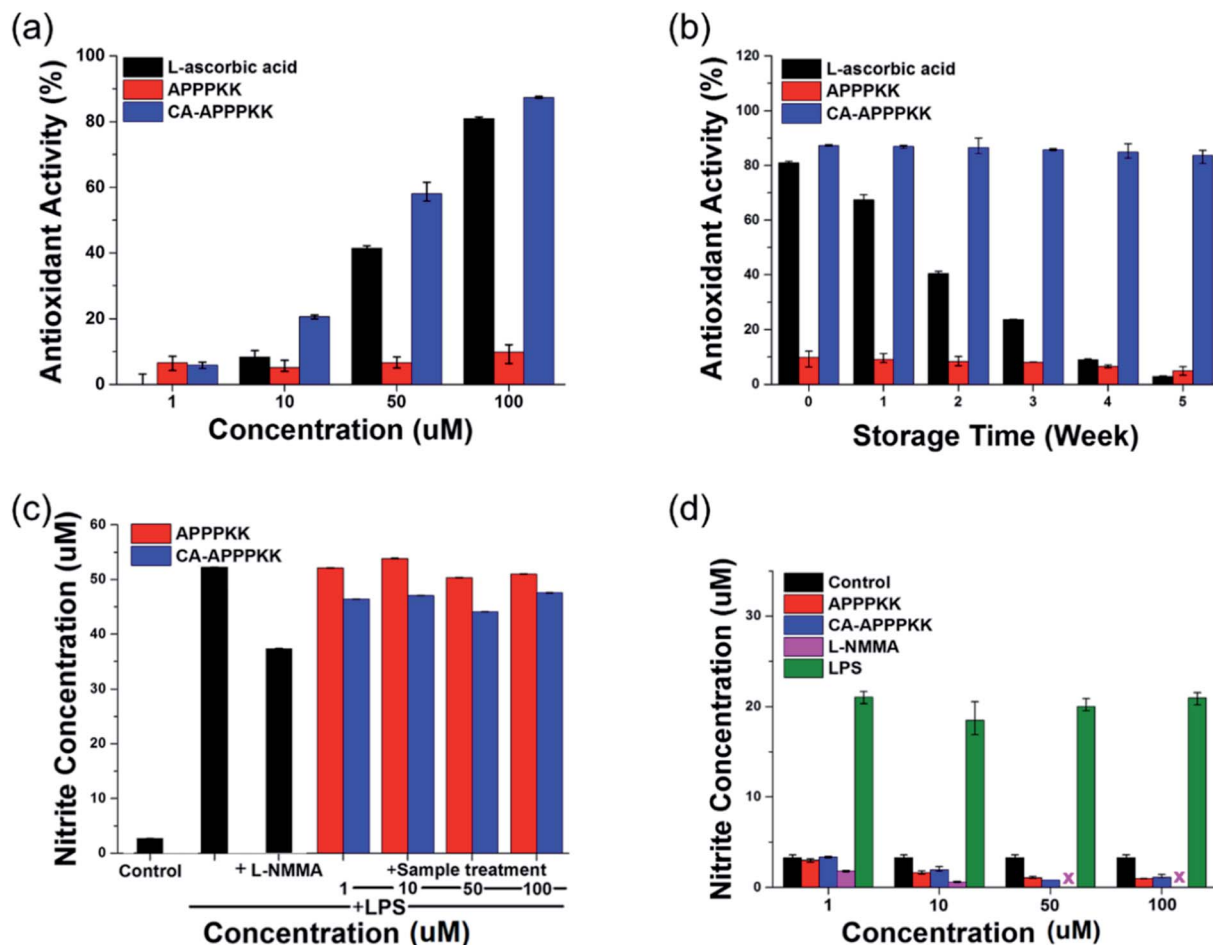 (a)
Antioxidant Activity (%)
100
80
60
40
20
0
L-ascorbic acid
APPPKK
CA-APPPKK
1 10 50 100
Concentration (uM)
(b)
Antioxidant Activity (%)
120
100
80
60
40
20
0
L-ascorbic acid
APPPKK
CA-APPPKK
0 1 2 3 4 5
Storage Time (Week)
(c)
Nitrite Concentration (uM)
60
50
40
30
20
10
0
APPPKK
CA-APPPKK
Control + L-NMMA +Sample treatment
1 10 50 100
+LPS
Concentration (uM)
(d)
Nitrite Concentration (uM)
30
20
10
0
Control
APPPKK
CA-APPPKK
L-NMMA
LPS
x x
1 10 50 100
Concentration (uM)